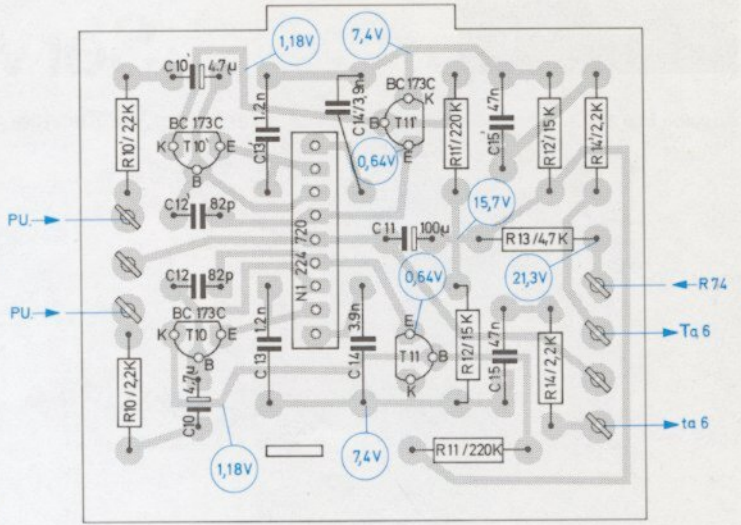 1,18V
7,4V
C10'
4,7µ
BC 173C
K
B
T11'
E
R10'/2,2K
BC 173C
K
T10'
E
B
C13'
1,2n
C14'/3,9n
R11'/220K
C15'
47n
R12'/15K
R14'/2,2K
0,64V
PU.
C12'
82p
15,7V
C11
100µ
R13/4,7K
N1 224 720
C12
82p
0,64V
21,3V
R74
PU.
BC 173C
K
T10
E
B
C13
1,2n
C14
3,9n
E
T11
B
K
R12/15K
C15
47n
R14/2,2K
Ta 6
R10/2,2K
4,7µ
C10
ta 6
1,18V
7,4V
R11/220K